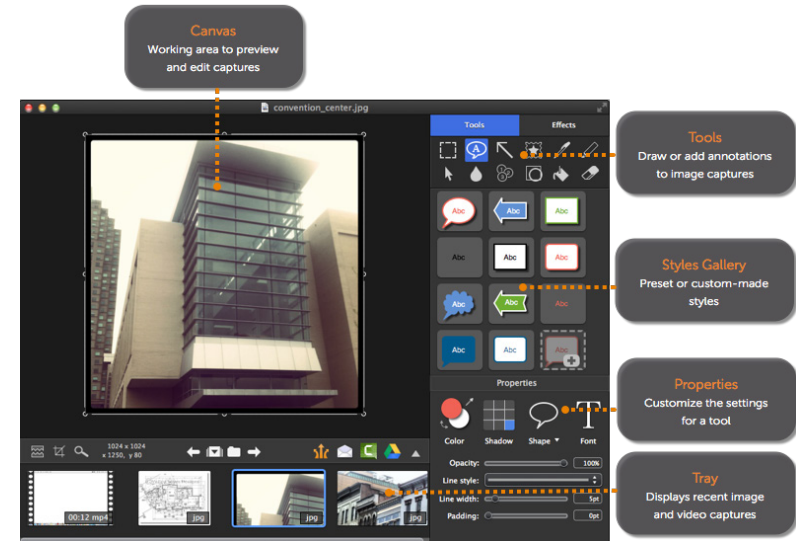 Canvas
Working area to preview
and edit captures
convention_center.jpg
Tools
Effects
A
Tools
Draw or add annotations
to image captures
Abc
Abc
Abc
Abc
Abc
Abc
Styles Gallery
Preset or custom-made
styles
Abc
Abc
Abc
Abc
Abc
Abc
Properties
Color
Shadow
Shape
Font
Properties
Customize the settings
for a tool
1024 x 1024
x 1250, y 80
Opacity:
100%
Line style:
Line width:
5pt
Padding:
0pt
00:12 mp4
jpg
jpg
jpg
Tray
Displays recent image
and video captures